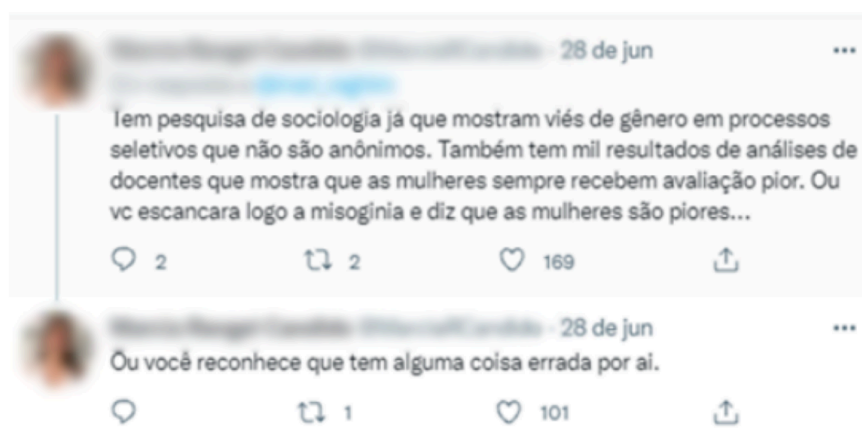 28 de jun
Tem pesquisa de sociologia já que mostram viés de gênero em processos
seletivos que não são anônimos. Também tem mil resultados de análises de
docentes que mostra que as mulheres sempre recebem avaliação pior. Ou
vc escancara logo a misoginia e diz que as mulheres são piores...
2 2 169
28 de jun
Ou você reconhece que tem alguma coisa errada por ai.
1 101